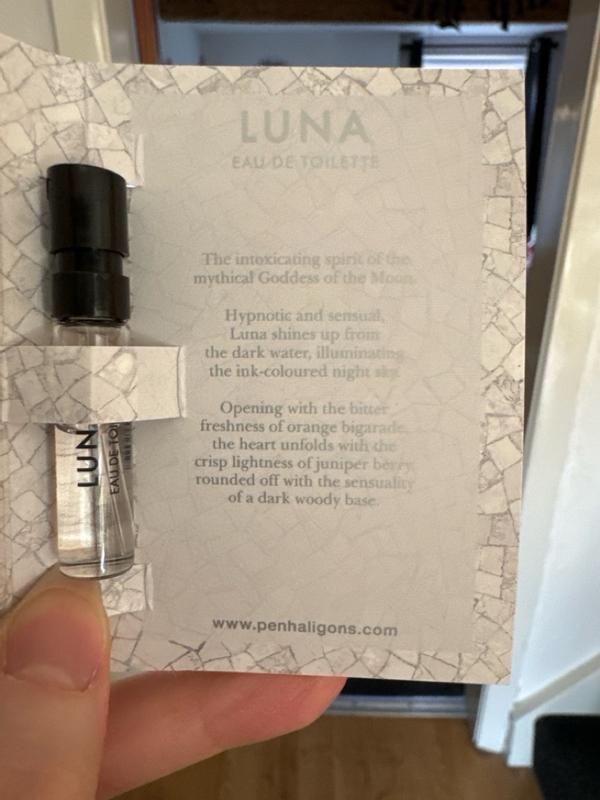 LUNA
EAU DE TOILETTE
The intoxicating spirit of the
mythical Goddess of the Moon.
Hypnotic and sensual,
Luna shines up from
the dark water, illuminating
the ink-coloured night sky.
Opening with the bitter
freshness of orange bigarade,
the heart unfolds with the
crisp lightness of juniper berry,
rounded off with the sensuality
of a dark woody base.
www.penhaligons.com
LUN
EAU DE TOI